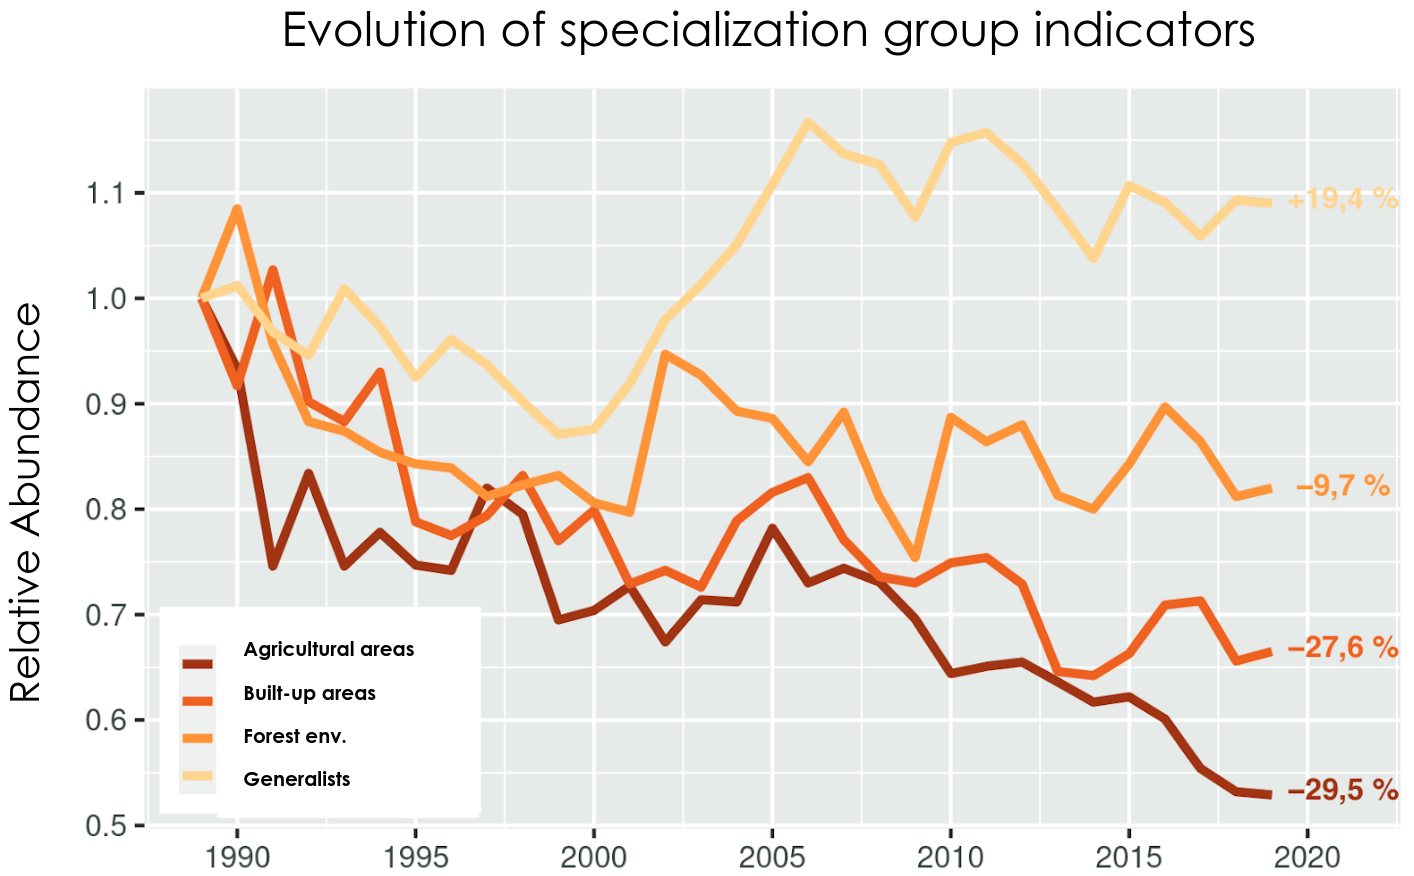 Evolution of specialization group indicators
Relative Abundance
1.1
1.0
0.9
0.8
0.7
0.6
0.5
+19,4 %
–9,7 %
–27,6 %
–29,5 %
Agricultural areas
Built-up areas
Forest env.
Generalists
1990 1995 2000 2005 2010 2015 2020